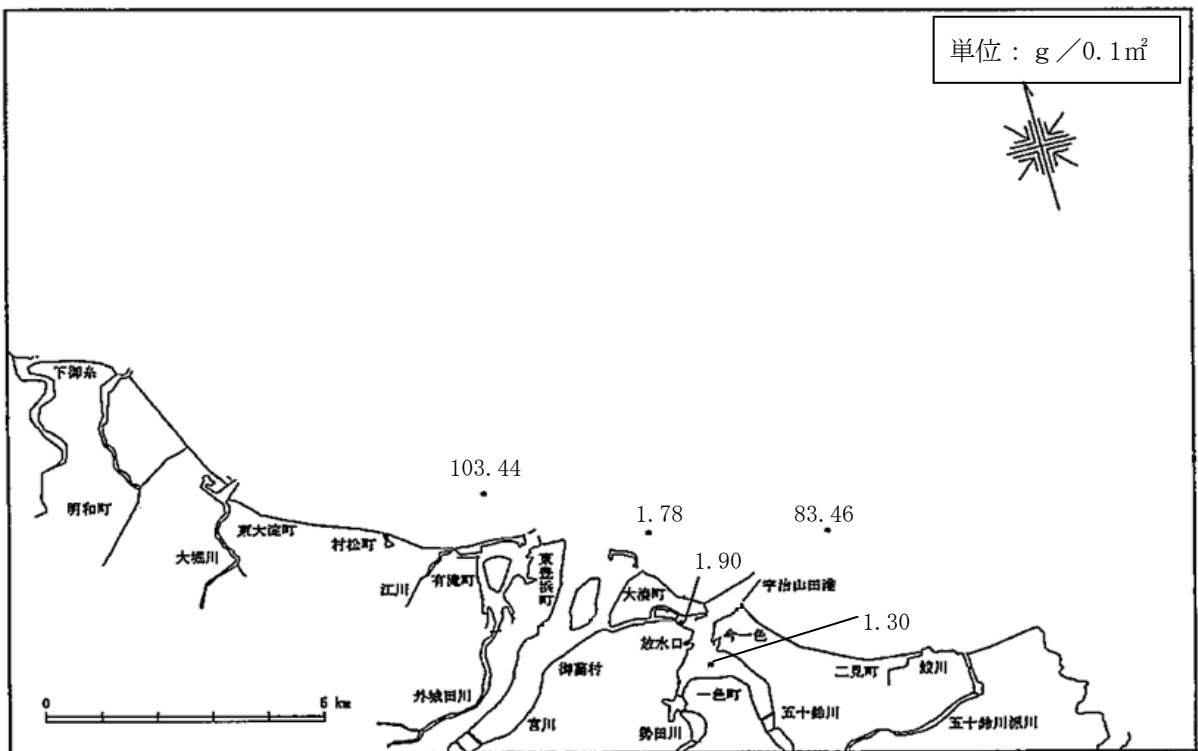 単位：ｇ／0.1㎡
下御糸
103.44
明和町
1.78
83.46
東大淀町
村松町
大堀川
江川
有滝町
東豊浜町
大湊町
1.90
宇治山田港
放水口
今一色
1.30
御薗村
二見町
一色町
外城田川
宮川
勢田川
五十鈴川
五十鈴川派川
0
5 km